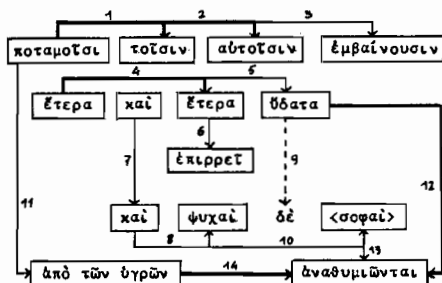 1 2 3
ποταμοῖσι τοῖσιν αὐτοῖσιν ἐμβαίνουσιν
4 5
ἕτερα καὶ ἕτερα ὕδατα
6
7 ἐπιρρεῖ 9
11 12
καὶ ψυχαὶ δὲ <σοφαὶ>
8 10
13
ἀπὸ τῶν ὑγρῶν 14 ἀναθυμιῶνται